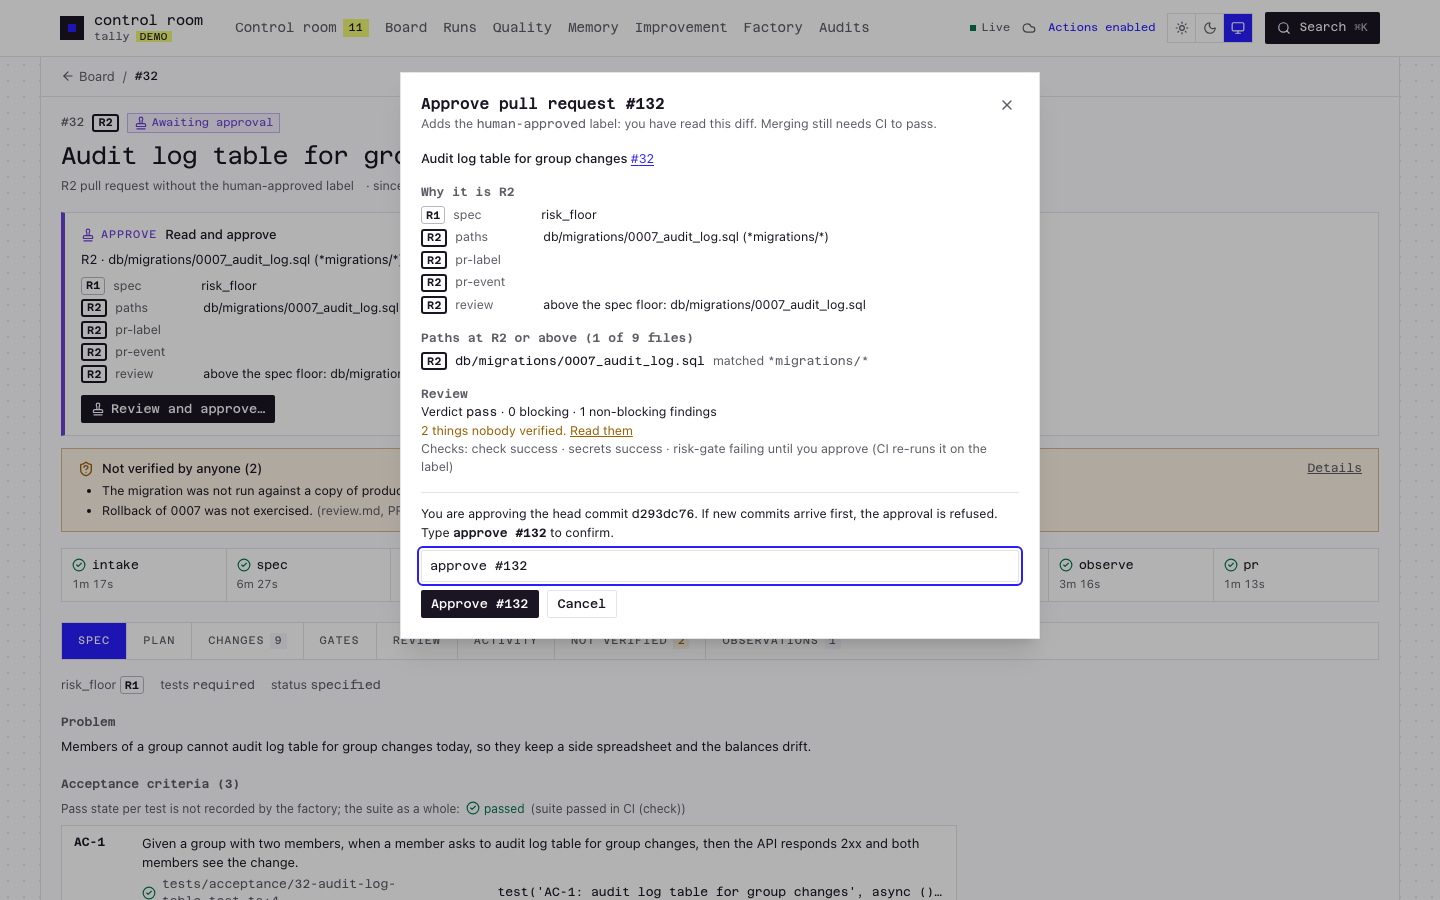 control room
tally DEMO
Control room 11 Board Runs Quality Memory Improvement Factory Audits
Live Actions enabled
Search ⌘K
Board / #32
#32 R2 Awaiting approval
Audit log table for gro
R2 pull request without the human-approved label · since
APPROVE Read and approve
R2 · db/migrations/0007_audit_log.sql (*migrations/*)
R1 spec risk_floor
R2 paths db/migrations/0007_audit_log.sql
R2 pr-label
R2 pr-event
R2 review above the spec floor: db/migration
Review and approve…
Not verified by anyone (2)
Details
The migration was not run against a copy of produc
Rollback of 0007 was not exercised. (review.md, PR
intake
1m 17s
spec
6m 27s
observe
3m 16s
pr
1m 13s
SPEC PLAN CHANGES 9 GATES REVIEW ACTIVITY NOT VERIFIED 2 OBSERVATIONS 1
risk_floor R1 tests required status specified
Problem
Members of a group cannot audit log table for group changes today, so they keep a side spreadsheet and the balances drift.
Acceptance criteria (3)
Pass state per test is not recorded by the factory; the suite as a whole: passed (suite passed in CI (check))
AC-1 Given a group with two members, when a member asks to audit log table for group changes, then the API responds 2xx and both
members see the change.
tests/acceptance/32-audit-log- test('AC-1: audit log table for group changes', async ()…
Approve pull request #132
Adds the human-approved label: you have read this diff. Merging still needs CI to pass.
Audit log table for group changes #32
Why it is R2
R1 spec risk_floor
R2 paths db/migrations/0007_audit_log.sql (*migrations/*)
R2 pr-label
R2 pr-event
R2 review above the spec floor: db/migrations/0007_audit_log.sql
Paths at R2 or above (1 of 9 files)
R2 db/migrations/0007_audit_log.sql matched *migrations/*
Review
Verdict pass · 0 blocking · 1 non-blocking findings
2 things nobody verified. Read them
Checks: check success · secrets success · risk-gate failing until you approve (CI re-runs it on the
label)
You are approving the head commit d293dc76. If new commits arrive first, the approval is refused.
Type approve #132 to confirm.
approve #132
Approve #132 Cancel